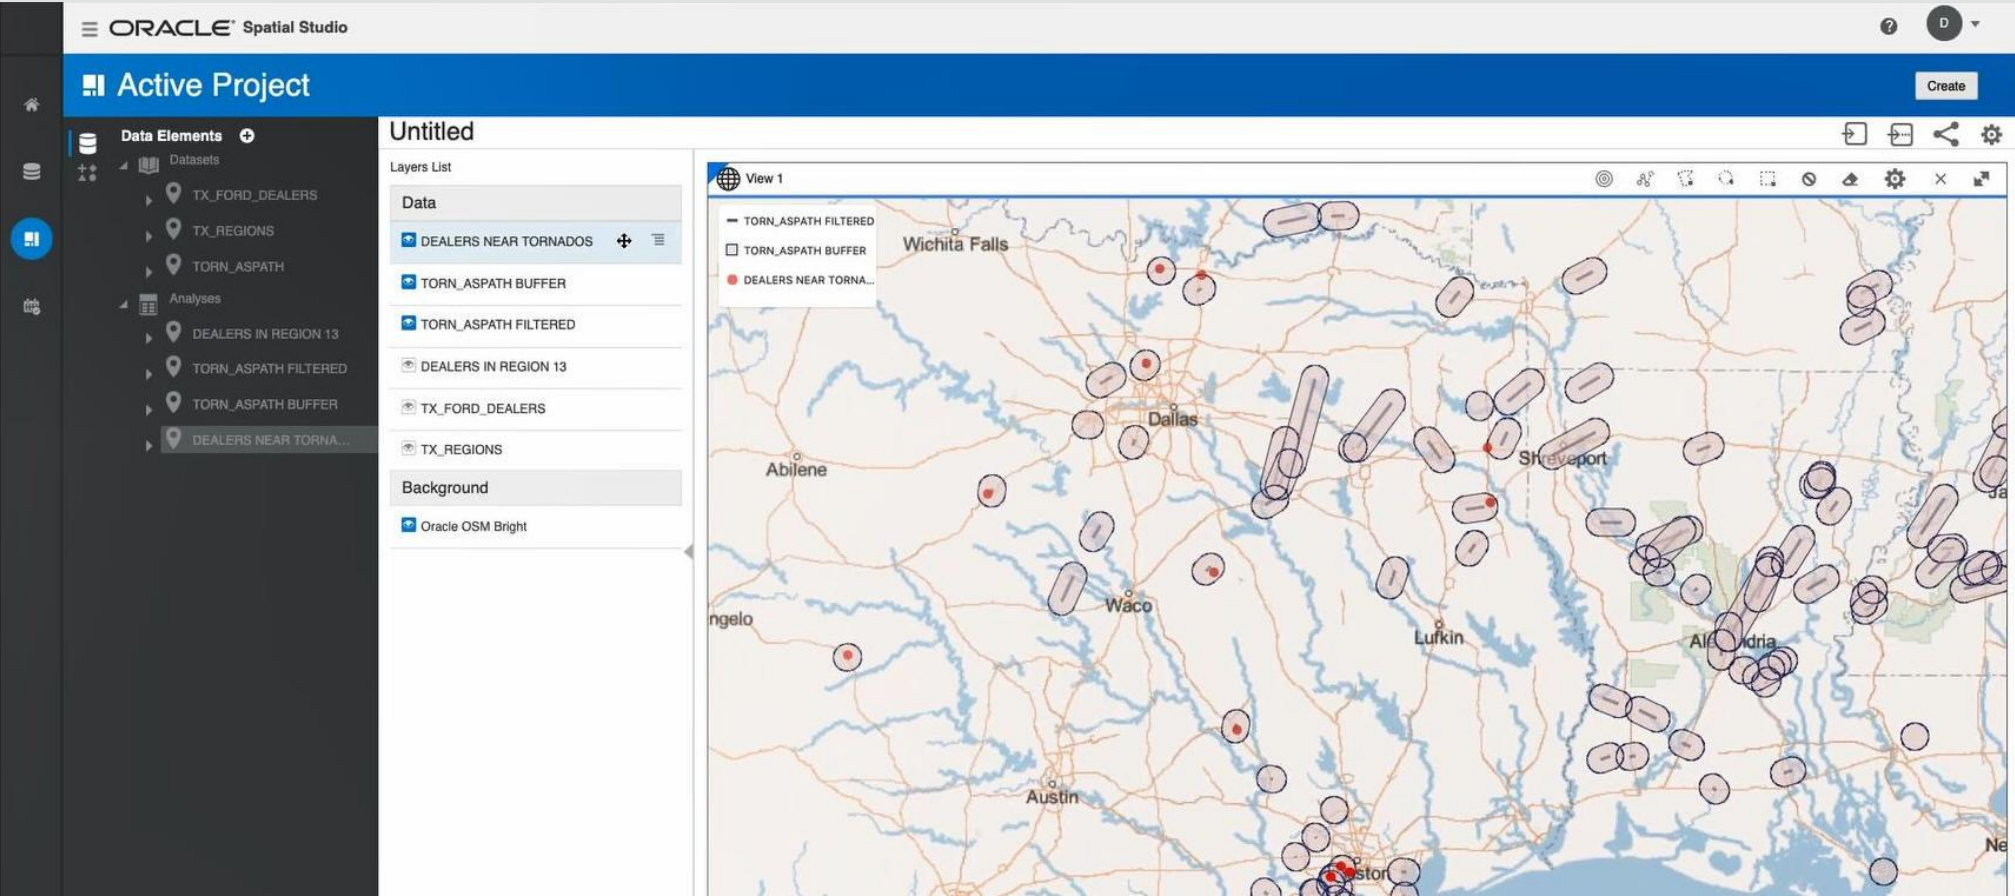 ORACLE Spatial Studio
D
Active Project
Create
Data Elements
Datasets
TX_FORD_DEALERS
TX_REGIONS
TORN_ASPATH
Analyses
DEALERS IN REGION 13
TORN_ASPATH FILTERED
TORN_ASPATH BUFFER
DEALERS NEAR TORNA...
Untitled
Layers List
Data
DEALERS NEAR TORNADOS
TORN_ASPATH BUFFER
TORN_ASPATH FILTERED
DEALERS IN REGION 13
TX_FORD_DEALERS
TX_REGIONS
Background
Oracle OSM Bright
View 1
TORN_ASPATH FILTERED
TORN_ASPATH BUFFER
DEALERS NEAR TORNA...
Wichita Falls
Dallas
Abilene
Shreveport
Ja
Waco
ngelo
Lufkin
Austin
ston
Ne